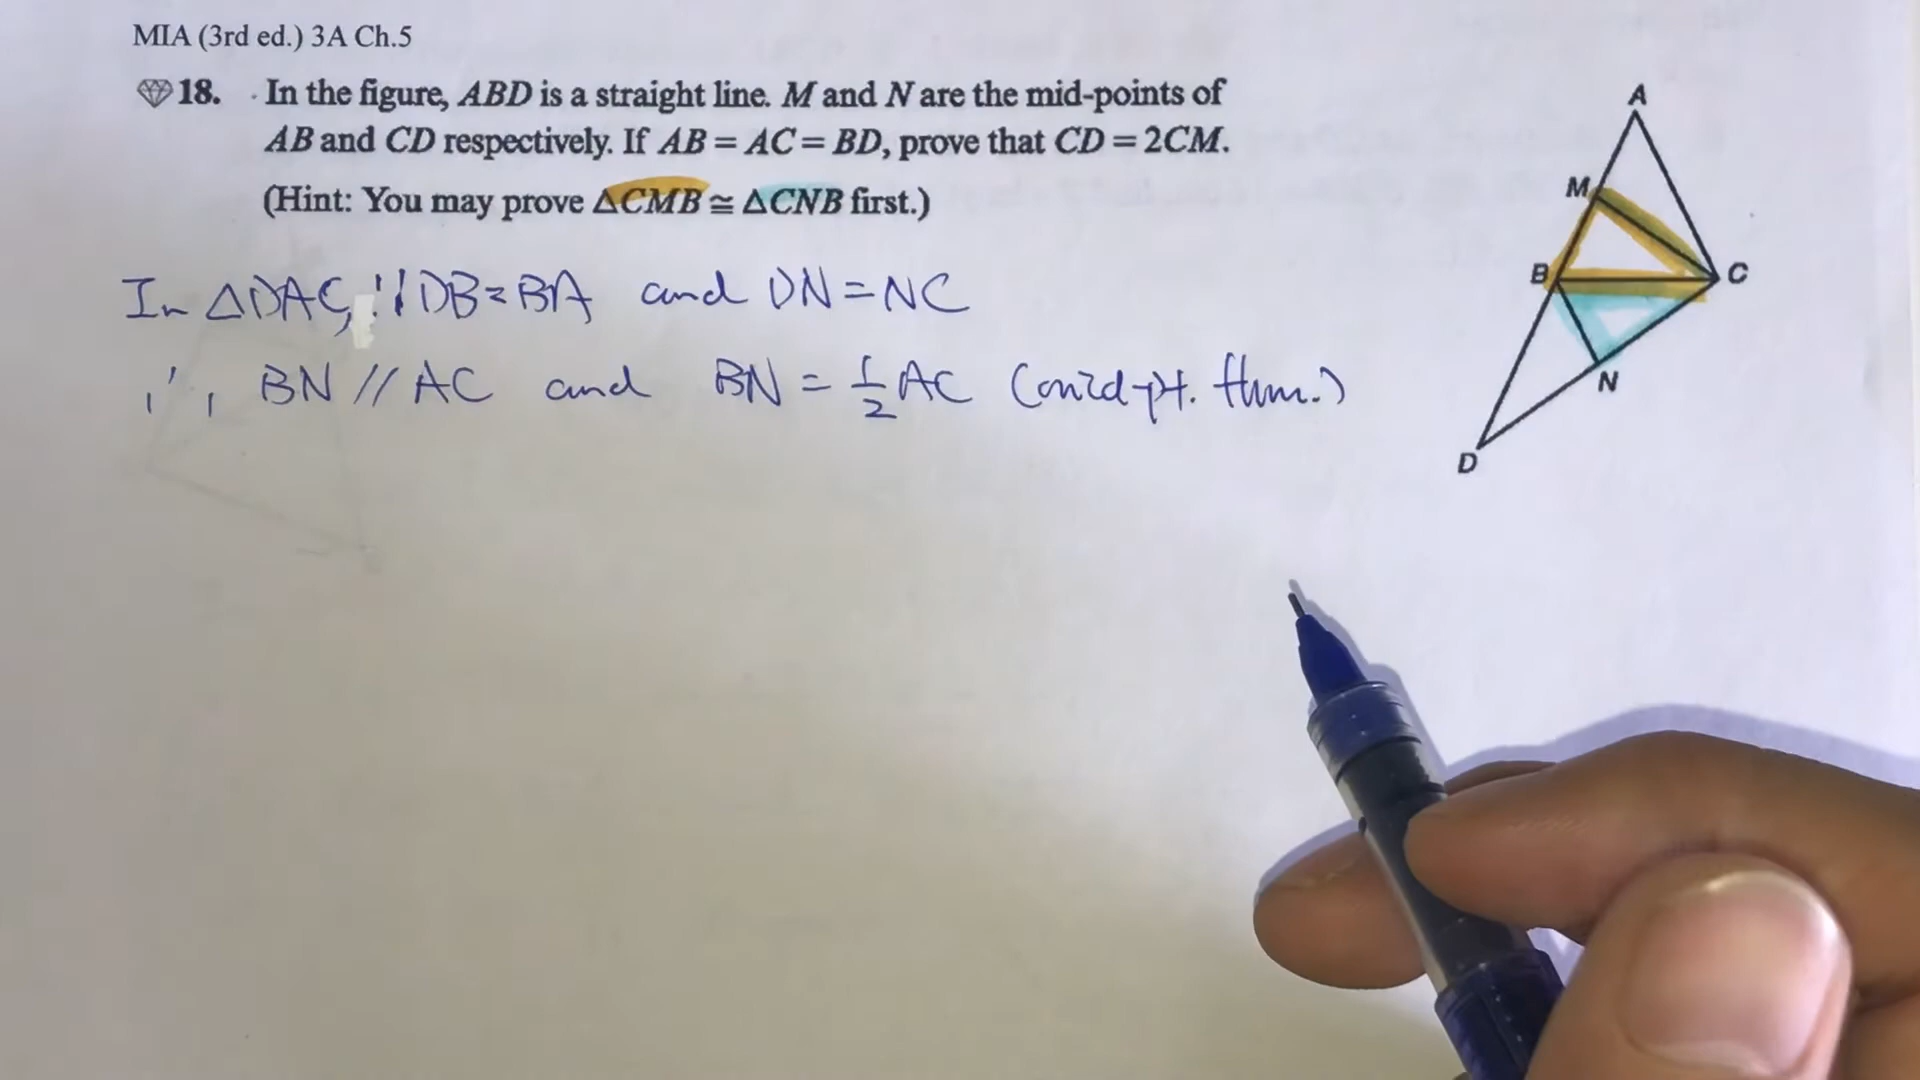 MIA (3rd ed.) 3A Ch.5
18. In the figure, ABD is a straight line. M and N are the mid-points of
AB and CD respectively. If AB = AC = BD, prove that CD = 2CM.
(Hint: You may prove △CMB ≅ △CNB first.)
In △DAC, ∵ DB = BA and DN = NC
∴ BN // AC and BN = 1/2 AC (mid-pt. thm.)
A
M
B
C
N
D